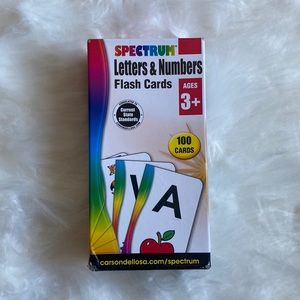 SPECTRUM
Letters & Numbers
Flash Cards
AGES
3+
Current
State
Standards
100
CARDS
A
carsondellosa.com/spectrum